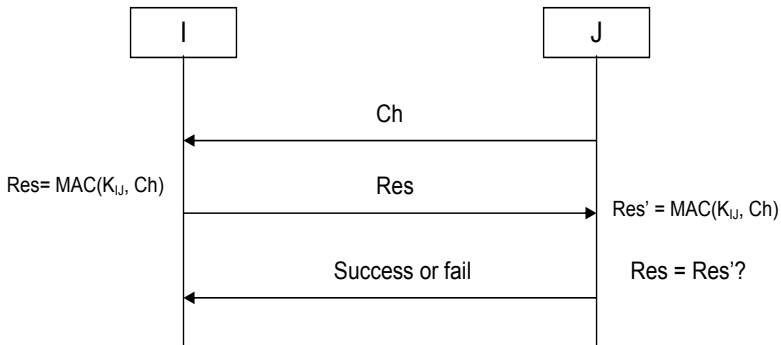 I
J
Ch
Res= MAC(K_IJ, Ch)
Res
Res' = MAC(K_IJ, Ch)
Success or fail
Res = Res'?